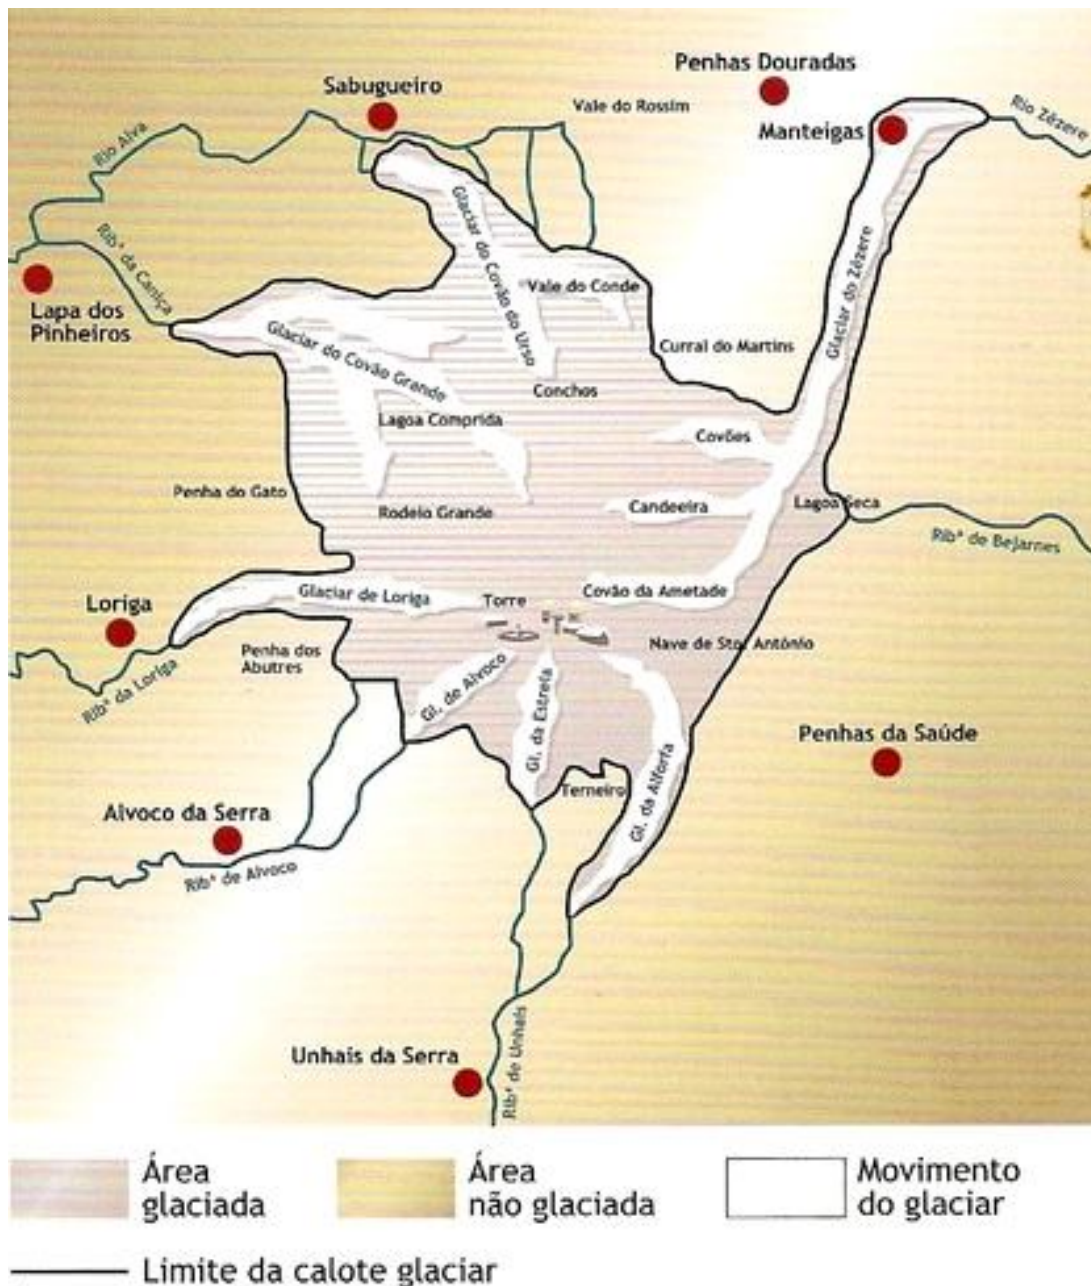 Penhas Douradas
Sabugueiro
Vale do Rossim
Rio Alva
Manteigas
Rio Zêzere
Ribª da Caniça
Glaciar do Covão do Urso
Glaciar do Zêzere
Vale do Conde
Lapa dos
Pinheiros
Glaciar do Covão Grande
Curral do Martins
Conchos
Lagoa Comprida
Covões
Penha do Gato
Rodeio Grande
Candeeira
Lagoa Seca
Ribª de Bejarnes
Glaciar de Loriga
Torre
Covão da Ametade
Loriga
Penha dos
Abutres
Nave de Sto. António
Ribª da Loriga
Gl. de Alvoco
Gl. da Estrela
Gl. da Alforfa
Penhas da Saúde
Terneiro
Alvoco da Serra
Ribª de Alvoco
Unhais da Serra
Ribª de Unhais
Área
glaciada
Área
não glaciada
Movimento
do glaciar
Limite da calote glaciar